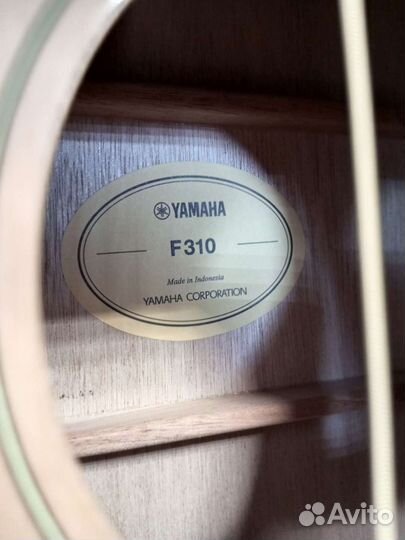 YAMAHA
F310
Made in Indonesia
YAMAHA CORPORATION
Avito